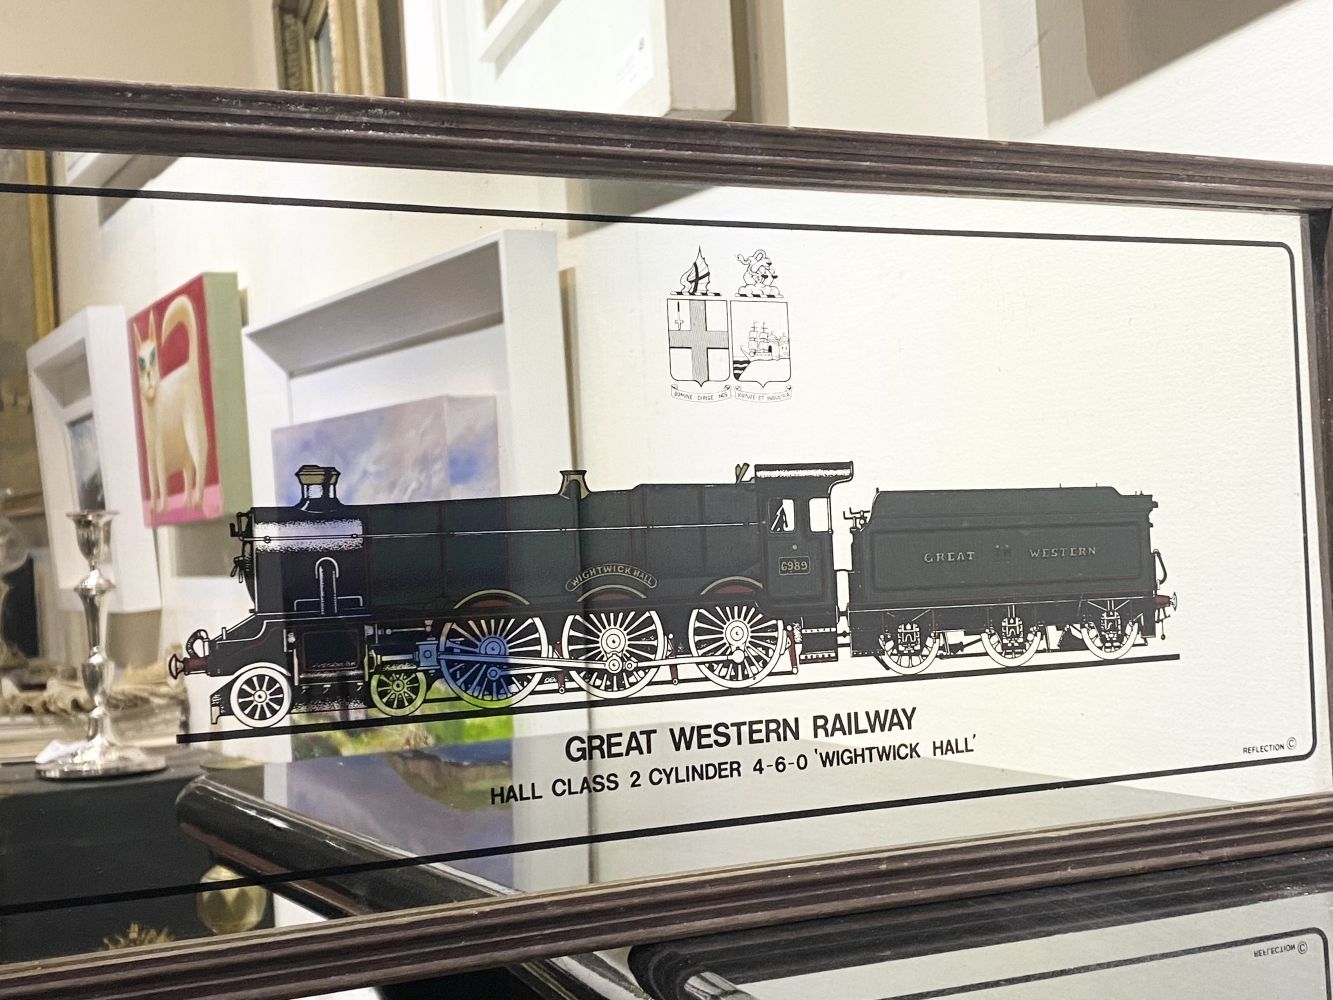 DOMINE DIRIGE NOS
VIRTUTE ET INDUSTRIA
WIGHTWICK HALL
6989
GREAT WESTERN
GREAT WESTERN RAILWAY
HALL CLASS 2 CYLINDER 4-6-0 'WIGHTWICK HALL'
REFLECTION ©
REFLECTION ©